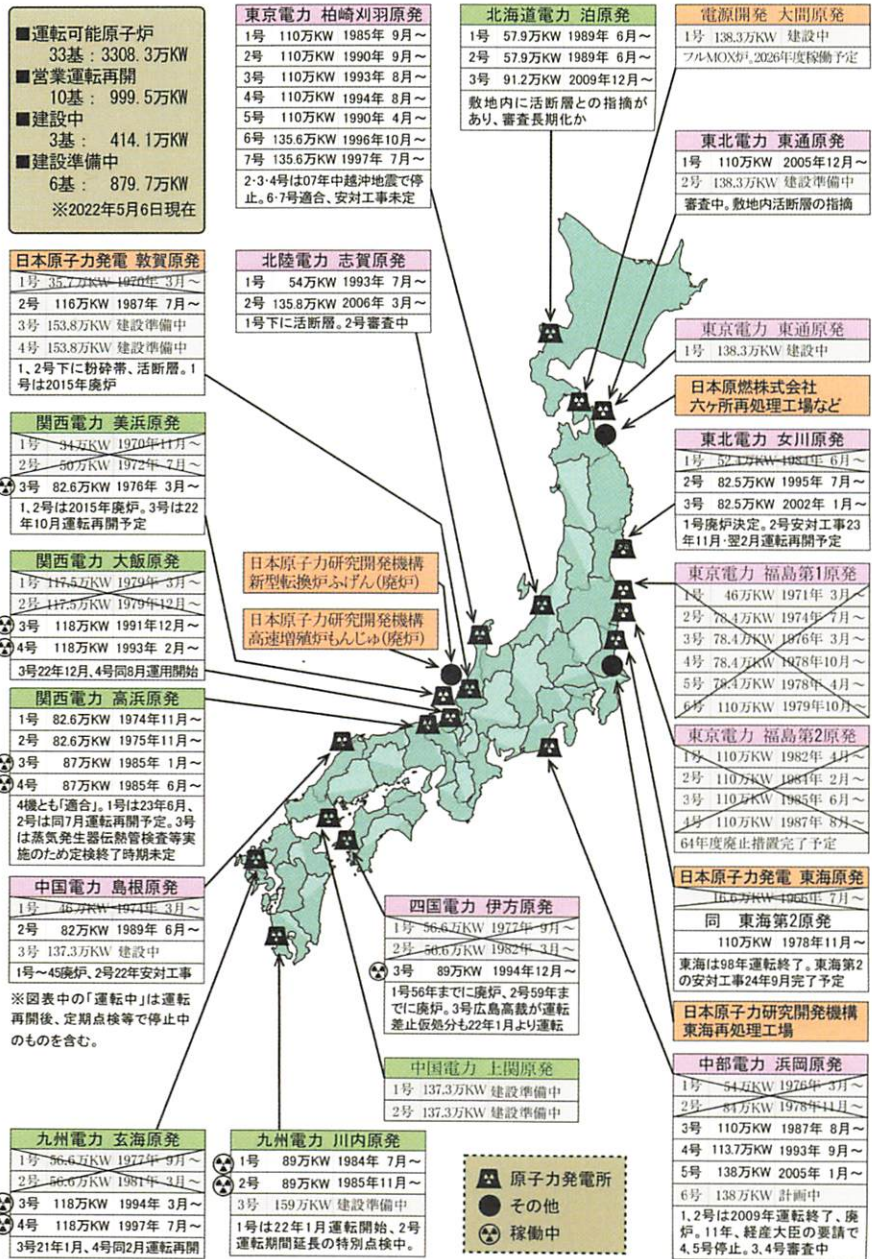 ■運転可能原子炉
33基：3308.3万KW
■営業運転再開
10基： 999.5万KW
■建設中
3基： 414.1万KW
■建設準備中
6基： 879.7万KW
※2022年5月6日現在
東京電力 柏崎刈羽原発
1号 110万KW 1985年 9月～
2号 110万KW 1990年 9月～
3号 110万KW 1993年 8月～
4号 110万KW 1994年 8月～
5号 110万KW 1990年 4月～
6号 135.6万KW 1996年10月～
7号 135.6万KW 1997年 7月～
2・3・4号は07年中越沖地震で停
止。6・7号適合、安対工事未定
北海道電力 泊原発
1号 57.9万KW 1989年 6月～
2号 57.9万KW 1989年 6月～
3号 91.2万KW 2009年12月～
敷地内に活断層との指摘が
あり、審査長期化か
電源開発 大間原発
1号 138.3万KW 建設中
フルMOX炉。2026年度稼働予定
東北電力 東通原発
1号 110万KW 2005年12月～
2号 138.3万KW 建設準備中
審査中。敷地内活断層の指摘
日本原子力発電 敦賀原発
1号 35.7万KW 1970年 3月～
2号 116万KW 1987年 7月～
3号 153.8万KW 建設準備中
4号 153.8万KW 建設準備中
1、2号下に粉砕帯、活断層。1
号は2015年廃炉
北陸電力 志賀原発
1号 54万KW 1993年 7月～
2号 135.8万KW 2006年 3月～
1号下に活断層。2号審査中
東京電力 東通原発
1号 138.3万KW 建設中
日本原燃株式会社
六ヶ所再処理工場など
関西電力 美浜原発
1号 34万KW 1970年11月～
2号 50万KW 1972年 7月～
3号 82.6万KW 1976年 3月～
1、2号は2015年廃炉。3号は22
年10月運転再開予定
東北電力 女川原発
1号 52.4万KW 1984年 6月～
2号 82.5万KW 1995年 7月～
3号 82.5万KW 2002年 1月～
1号廃炉決定。2号安対工事23
年11月・翌2月運転再開予定
関西電力 大飯原発
1号 117.5万KW 1979年 3月～
2号 117.5万KW 1979年12月～
3号 118万KW 1991年12月～
4号 118万KW 1993年 2月～
3号22年12月、4号同8月運用開始
日本原子力研究開発機構
新型転換炉ふげん(廃炉)
日本原子力研究開発機構
高速増殖炉もんじゅ(廃炉)
東京電力 福島第1原発
1号 46万KW 1971年 3月～
2号 78.4万KW 1974年 7月～
3号 78.4万KW 1976年 3月～
4号 78.4万KW 1978年10月～
5号 78.4万KW 1978年 4月～
6号 110万KW 1979年10月～
関西電力 高浜原発
1号 82.6万KW 1974年11月～
2号 82.6万KW 1975年11月～
3号 87万KW 1985年 1月～
4号 87万KW 1985年 6月～
4機とも「適合」。1号は23年6月、
2号は同7月運転再開予定。3号
は蒸気発生器伝熱管検査等実
施のため定検終了時期未定
東京電力 福島第2原発
1号 110万KW 1982年 4月～
2号 110万KW 1984年 2月～
3号 110万KW 1985年 6月～
4号 110万KW 1987年 8月～
64年度廃止措置完了予定
日本原子力発電 東海原発
16.6万KW 1966年 7月～
同 東海第2原発
110万KW 1978年11月～
東海は98年運転終了。東海第2
の安対工事24年9月完了予定
中国電力 島根原発
1号 46万KW 1974年 3月～
2号 82万KW 1989年 6月～
3号 137.3万KW 建設中
1号～45廃炉、2号22年安対工事
四国電力 伊方原発
1号 56.6万KW 1977年 9月～
2号 56.6万KW 1982年 3月～
3号 89万KW 1994年12月～
1号56年までに廃炉、2号59年ま
でに廃炉。3号広島高裁が運転
差止仮処分も22年1月より運転
※図表中の「運転中」は運転
再開後、定期点検等で停止中
のものを含む。
日本原子力研究開発機構
東海再処理工場
中国電力 上関原発
1号 137.3万KW 建設準備中
2号 137.3万KW 建設準備中
中部電力 浜岡原発
1号 54万KW 1976年 3月～
2号 84万KW 1978年11月～
3号 110万KW 1987年 8月～
4号 113.7万KW 1993年 9月～
5号 138万KW 2005年 1月～
6号 138万KW 計画中
1、2号は2009年運転終了、廃
炉。11年、経産大臣の要請で
4、5号停止。3、4号審査中
九州電力 玄海原発
1号 56.6万KW 1977年 9月～
2号 56.6万KW 1981年 3月～
3号 118万KW 1994年 3月～
4号 118万KW 1997年 7月～
3号21年1月、4号同2月運転再開
九州電力 川内原発
1号 89万KW 1984年 7月～
2号 89万KW 1985年11月～
3号 159万KW 建設準備中
1号は22年1月運転開始、2号
運転期間延長の特別点検中。
原子力発電所
その他
稼働中